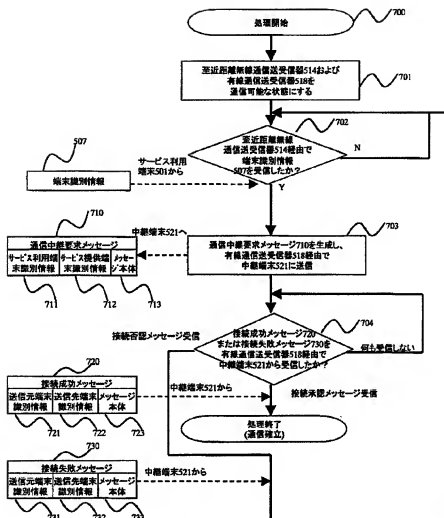 処理開始
700
至近距離無線通信送受信器514および
有線通信送受信器518を
通信可能な状態にする
701
702
至近距離無線
通信送受信器514経由で
端末識別情報
507を受信したか?
N
Y
507
端末識別情報
サービス利用
端末501から
710
通信中継要求メッセージ
サービス利用端
末識別情報
サービス提供端
末識別情報
メッセー
ジ本体
711
712
713
中継端末521へ
703
通信中継要求メッセージ710を生成し、
有線通信送受信器518経由で
中継端末521に送信
704
接続成功メッセージ720
または接続失敗メッセージ730を
有線通信送受信器518経由で
中継端末521から受信したか?
何も受信しない
接続否認メッセージ受信
接続承認メッセージ受信
720
接続成功メッセージ
送信元端末
識別情報
送信先端末
識別情報
メッセージ
本体
721
722
723
中継端末521から
処理終了
(通信確立)
730
接続失敗メッセージ
送信元端末
識別情報
送信先端末
識別情報
メッセージ
本体
731
732
733
中継端末521から